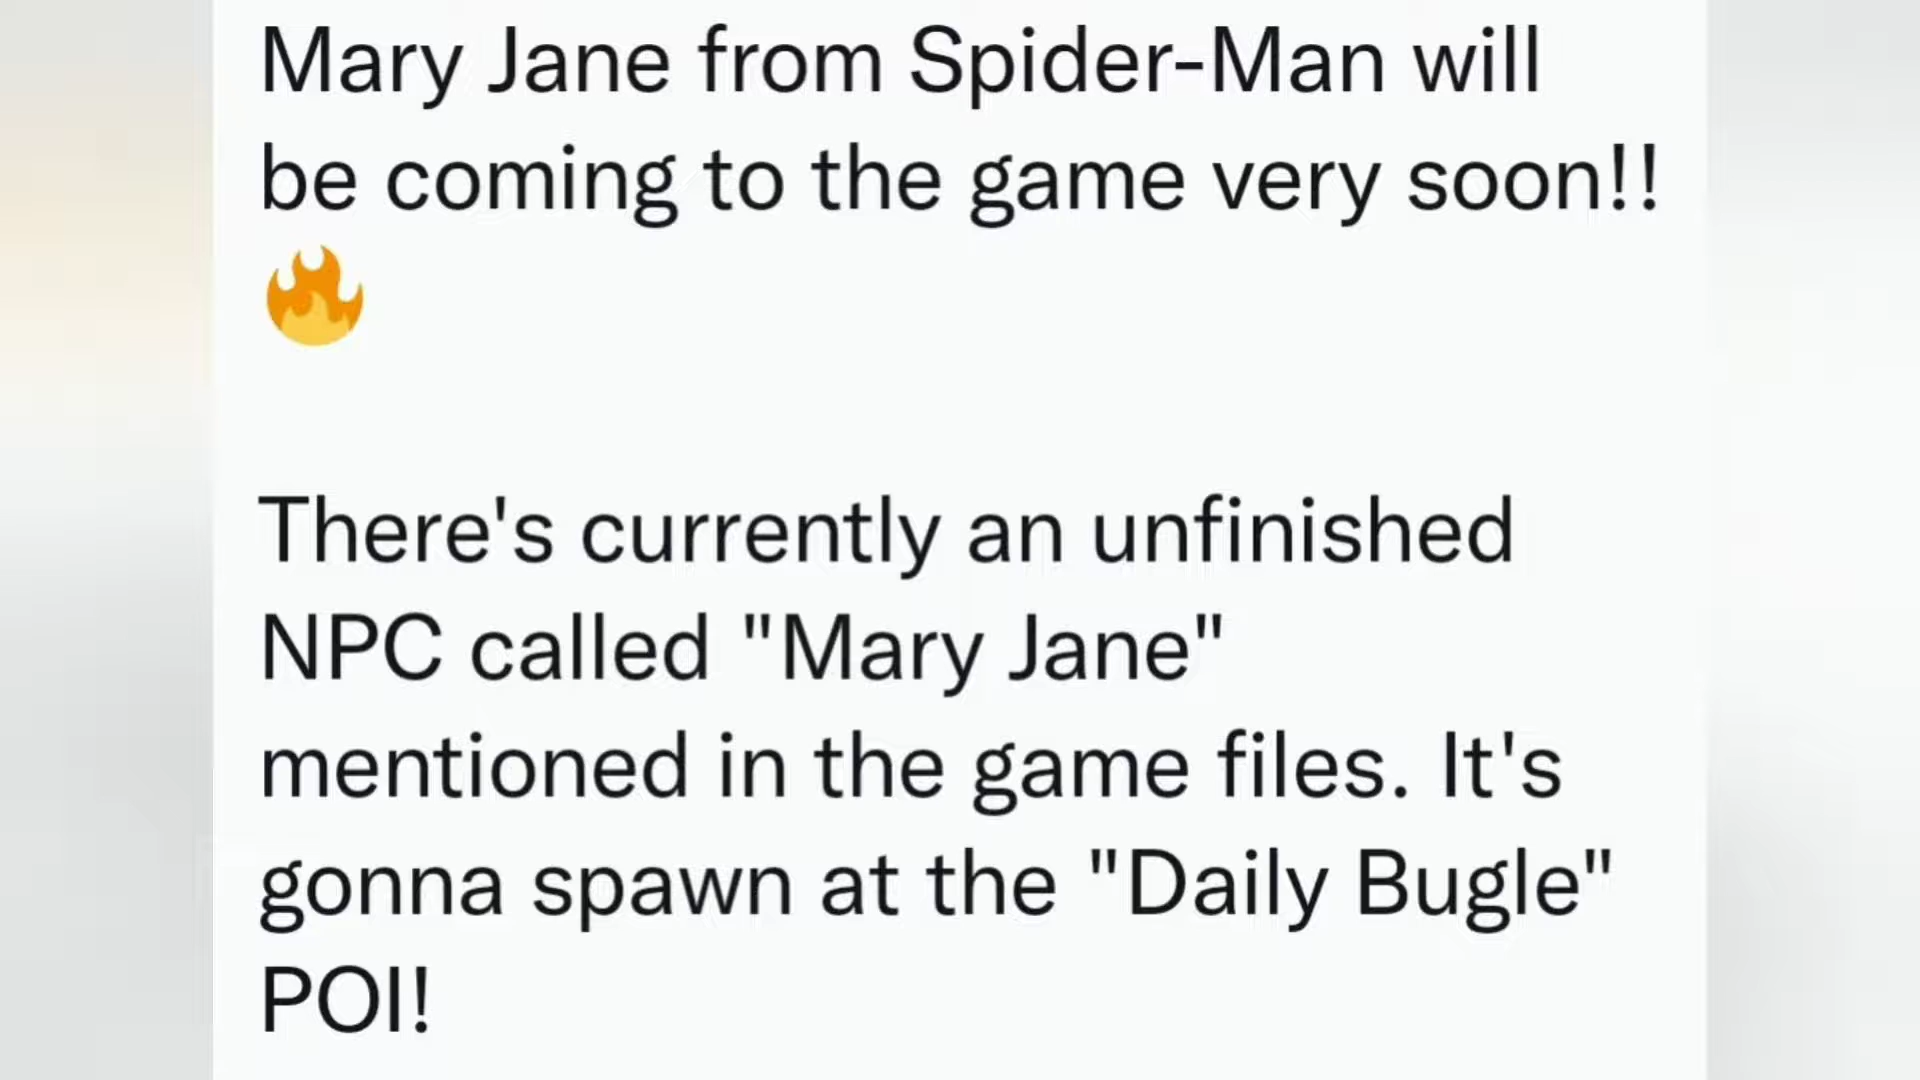 Mary Jane from Spider-Man will
be coming to the game very soon!!
🔥
There's currently an unfinished
NPC called "Mary Jane"
mentioned in the game files. It's
gonna spawn at the "Daily Bugle"
POI!